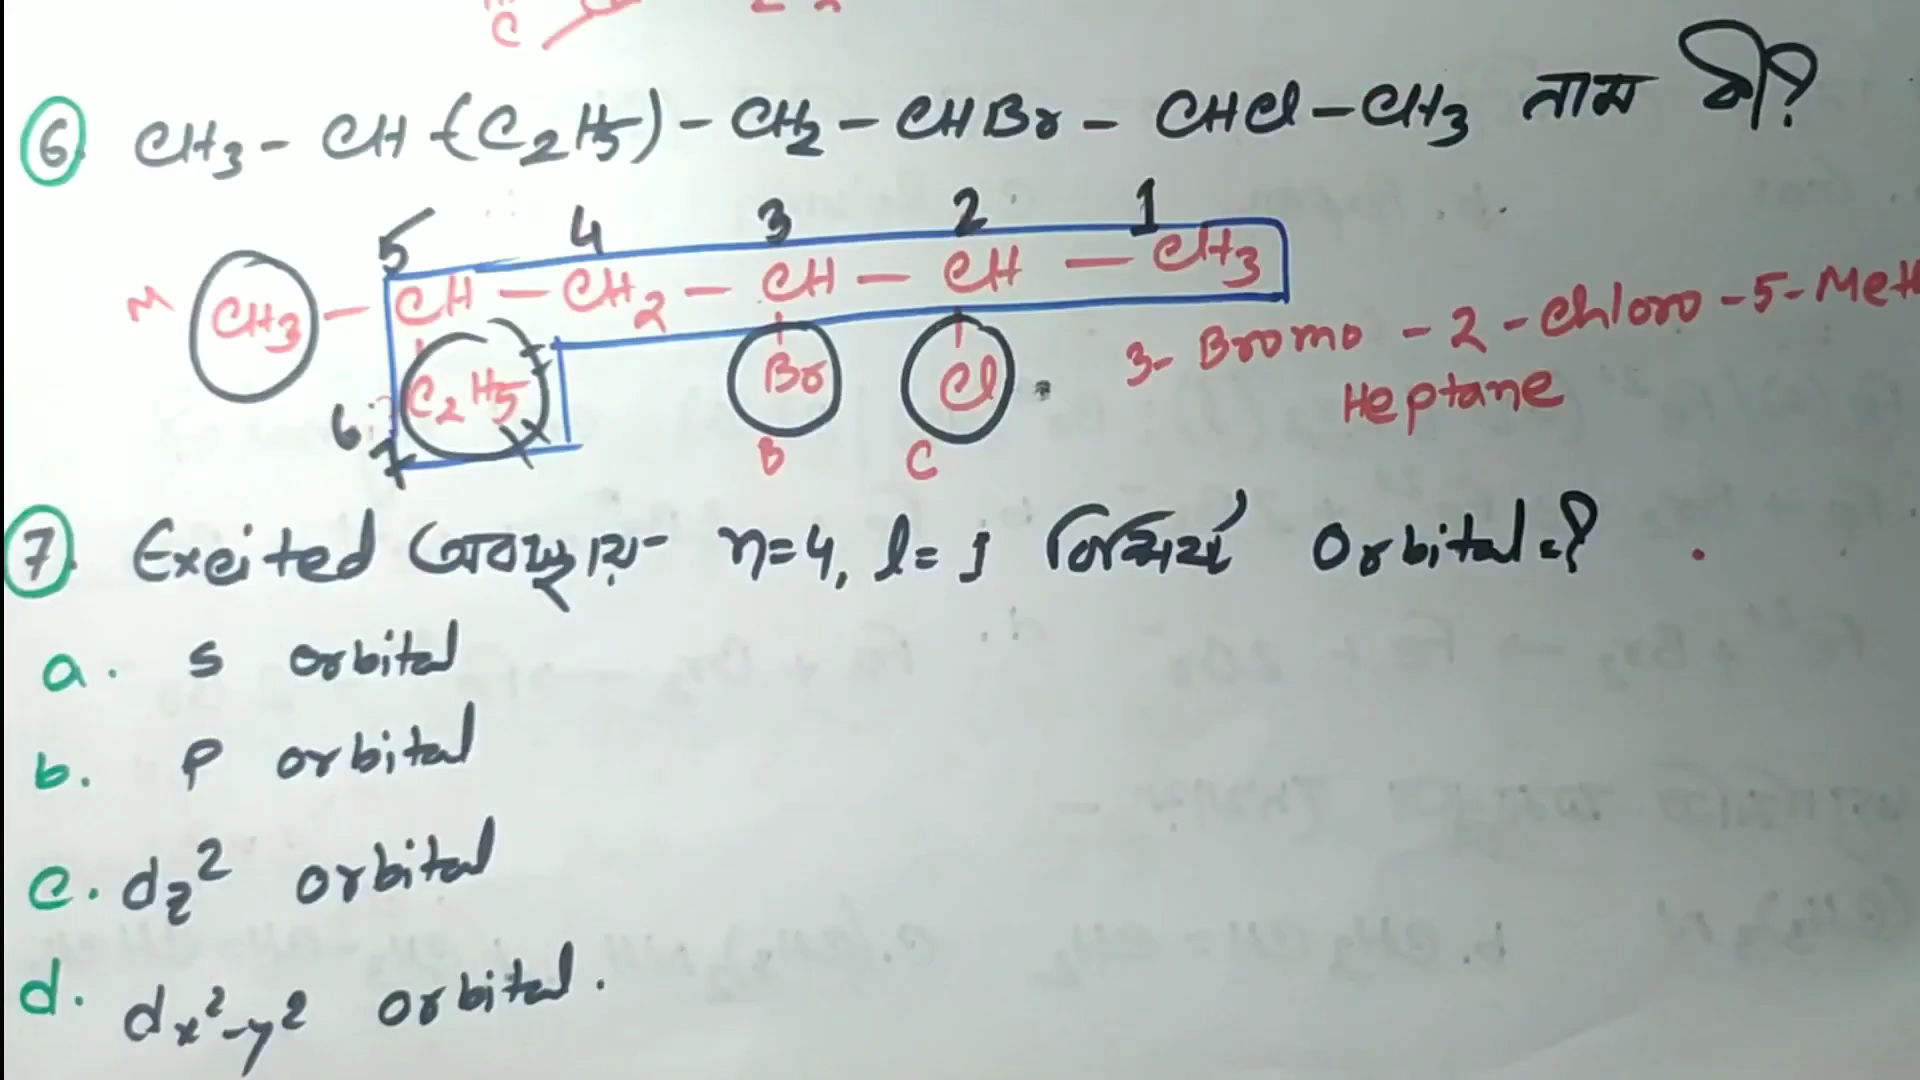 C
6. CH3 - CH (C2H5) - CH2 - CHBr - CHCl - CH3 নাম কী?
5 4 3 2 1
M CH3 - CH - CH2 - CH - CH - CH3
C2H5 Br Cl
6
7
B C
3- Bromo - 2 - Chloro - 5 - Meth
Heptane
7. Excited অবস্থায়- n=4, l=1 বিশিষ্ট Orbital = ?
a. s orbital
b. P orbital
c. dz2 orbital
d. dx2-y2 orbital.